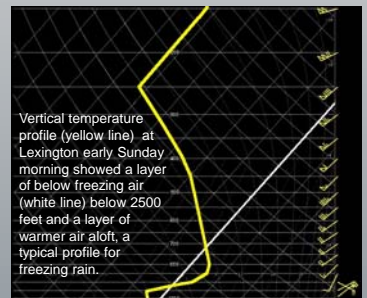 Vertical temperature
profile (yellow line) at
Lexington early Sunday
morning showed a layer
of below freezing air
(white line) below 2500
feet and a layer of
warmer air aloft, a
typical profile for
freezing rain.